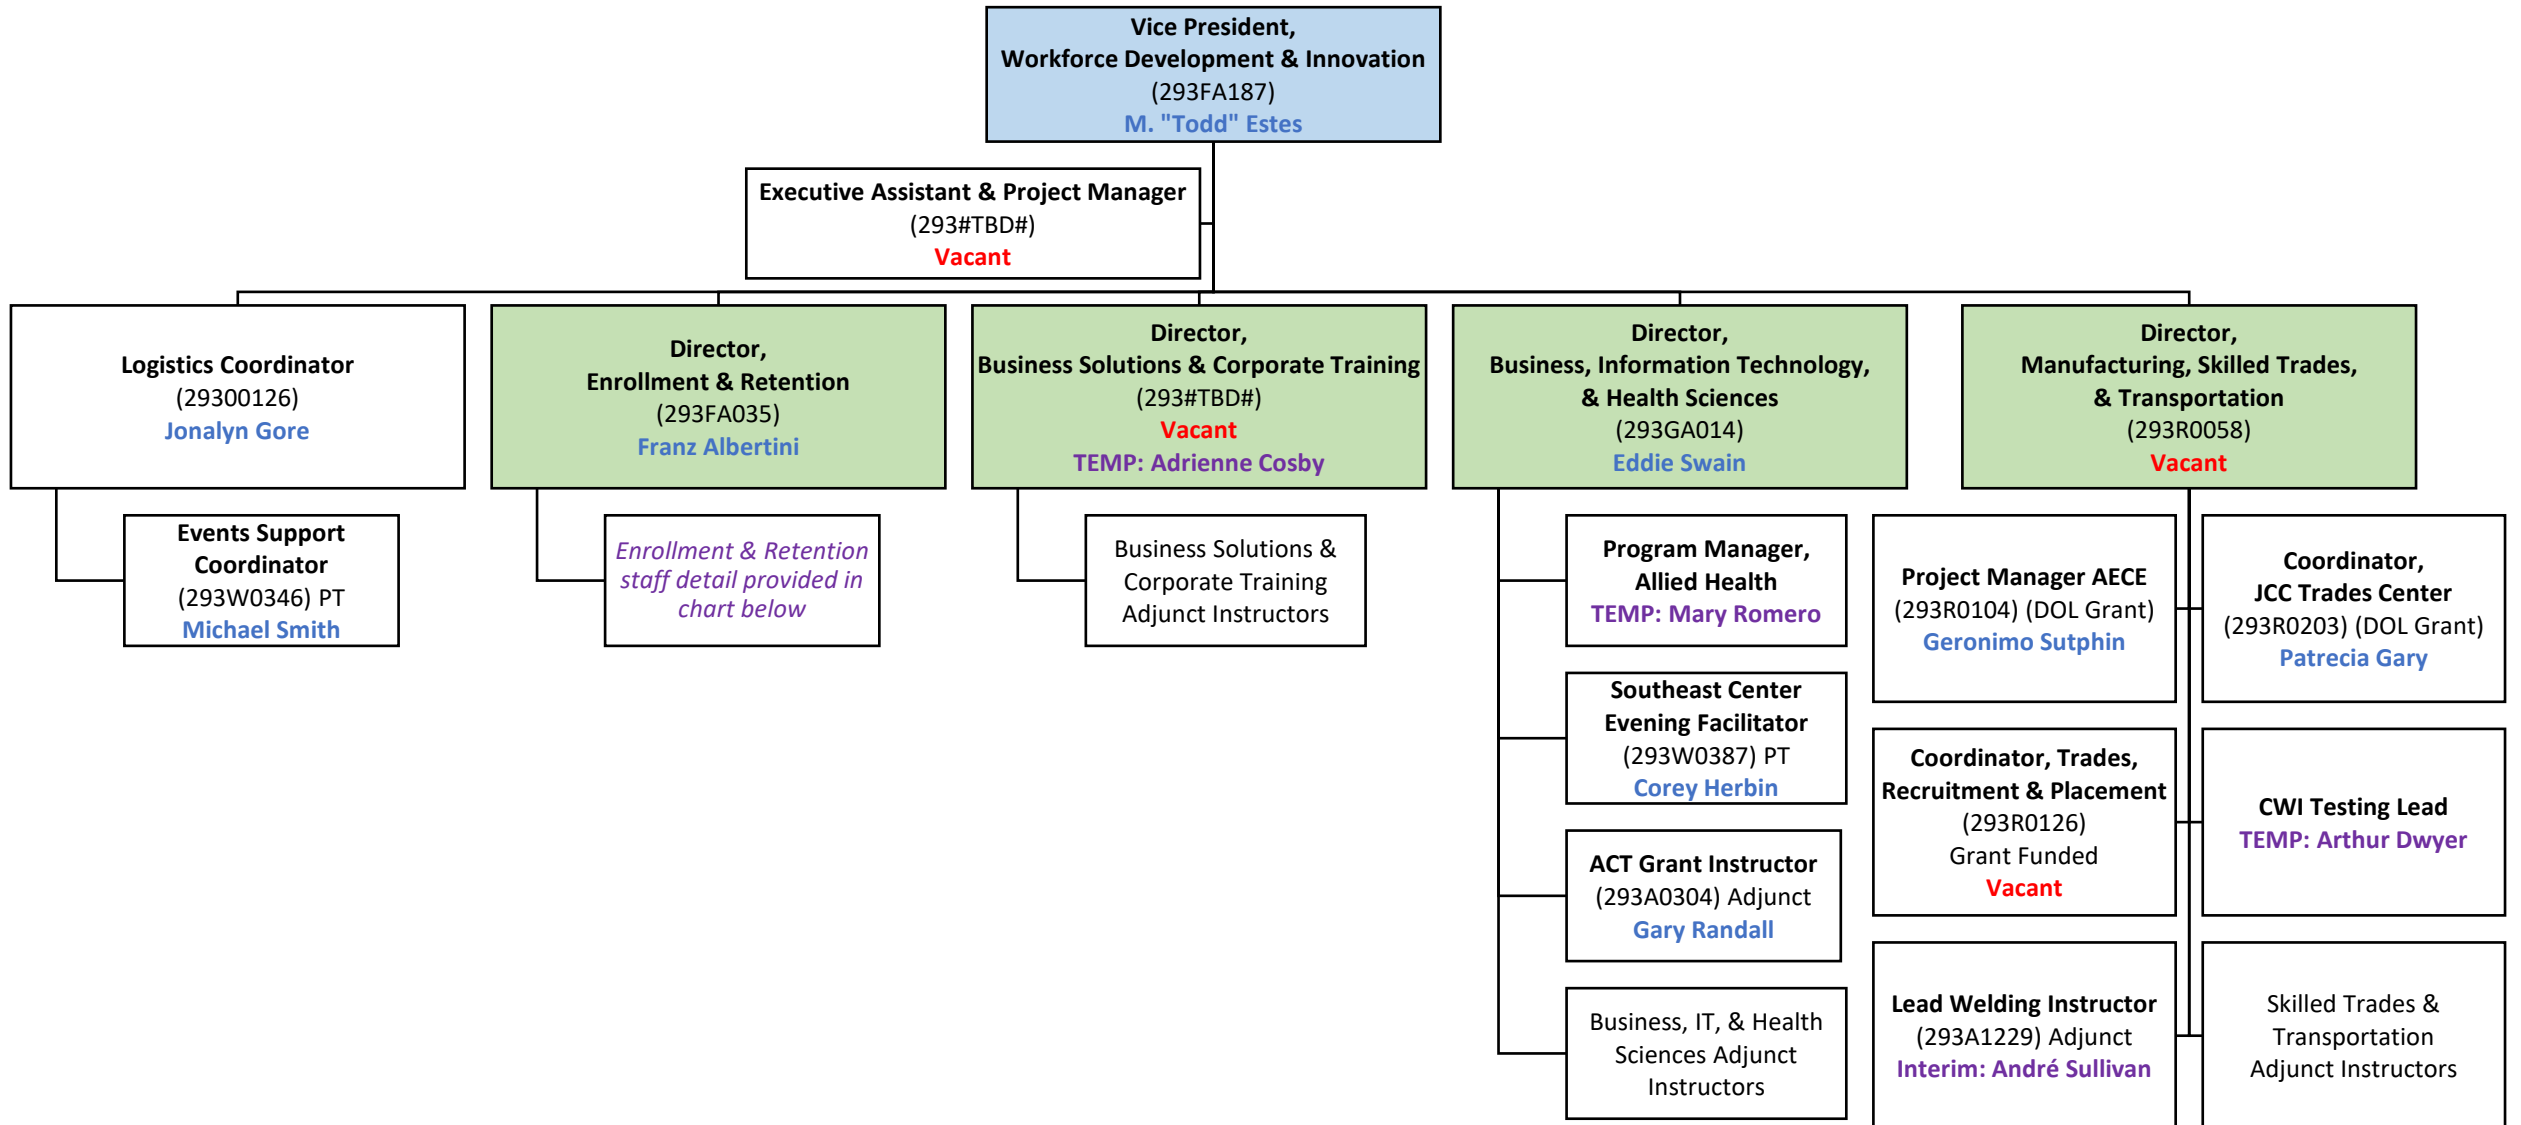 Vice President,
Workforce Development & Innovation
(293FA187)
M. "Todd" Estes
Executive Assistant & Project Manager
(293#TBD#)
Vacant
Logistics Coordinator
(29300126)
Jonalyn Gore
Director,
Enrollment & Retention
(293FA035)
Franz Albertini
Director,
Business Solutions & Corporate Training
(293#TBD#)
Vacant
TEMP: Adrienne Cosby
Director,
Business, Information Technology,
& Health Sciences
(293GA014)
Eddie Swain
Director,
Manufacturing, Skilled Trades,
& Transportation
(293R0058)
Vacant
Events Support
Coordinator
(293W0346) PT
Michael Smith
Enrollment & Retention
staff detail provided in
chart below
Business Solutions &
Corporate Training
Adjunct Instructors
Program Manager,
Allied Health
TEMP: Mary Romero
Southeast Center
Evening Facilitator
(293W0387) PT
Corey Herbin
ACT Grant Instructor
(293A0304) Adjunct
Gary Randall
Business, IT, & Health
Sciences Adjunct
Instructors
Project Manager AECE
(293R0104) (DOL Grant)
Geronimo Sutphin
Coordinator,
JCC Trades Center
(293R0203) (DOL Grant)
Patrecia Gary
Coordinator, Trades,
Recruitment & Placement
(293R0126)
Grant Funded
Vacant
CWI Testing Lead
TEMP: Arthur Dwyer
Lead Welding Instructor
(293A1229) Adjunct
Interim: André Sullivan
Skilled Trades &
Transportation
Adjunct Instructors